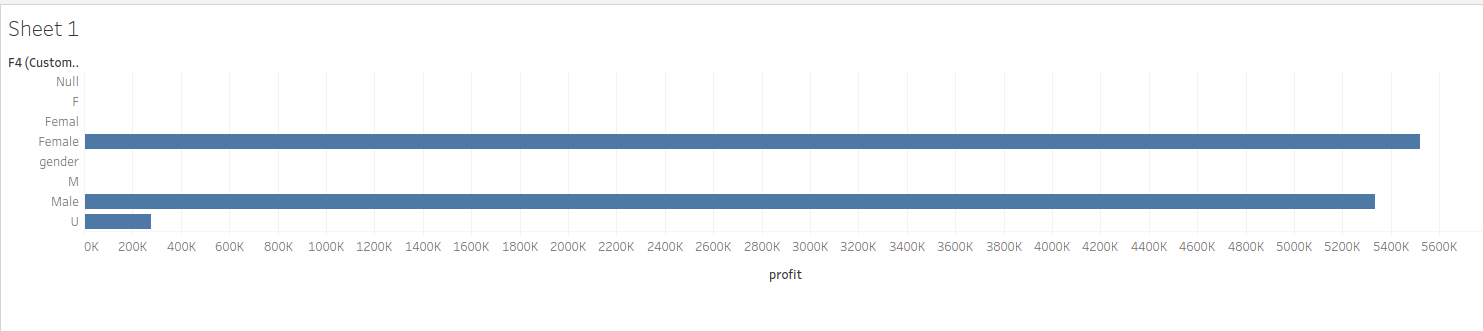 Sheet 1
F4 (Custom..
Null
F
Femal
Female
gender
M
Male
U
0K 200K 400K 600K 800K 1000K 1200K 1400K 1600K 1800K 2000K 2200K 2400K 2600K 2800K 3000K 3200K 3400K 3600K 3800K 4000K 4200K 4400K 4600K 4800K 5000K 5200K 5400K 5600K
profit